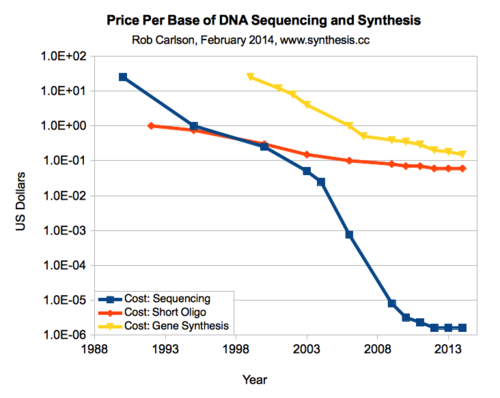 Price Per Base of DNA Sequencing and Synthesis
Rob Carlson, February 2014, www.synthesis.cc
1.0E+02
1.0E+01
1.0E+00
1.0E-01
1.0E-02
1.0E-03
1.0E-04
1.0E-05
1.0E-06
US Dollars
Cost: Sequencing
Cost: Short Oligo
Cost: Gene Synthesis
1988 1993 1998 2003 2008 2013
Year